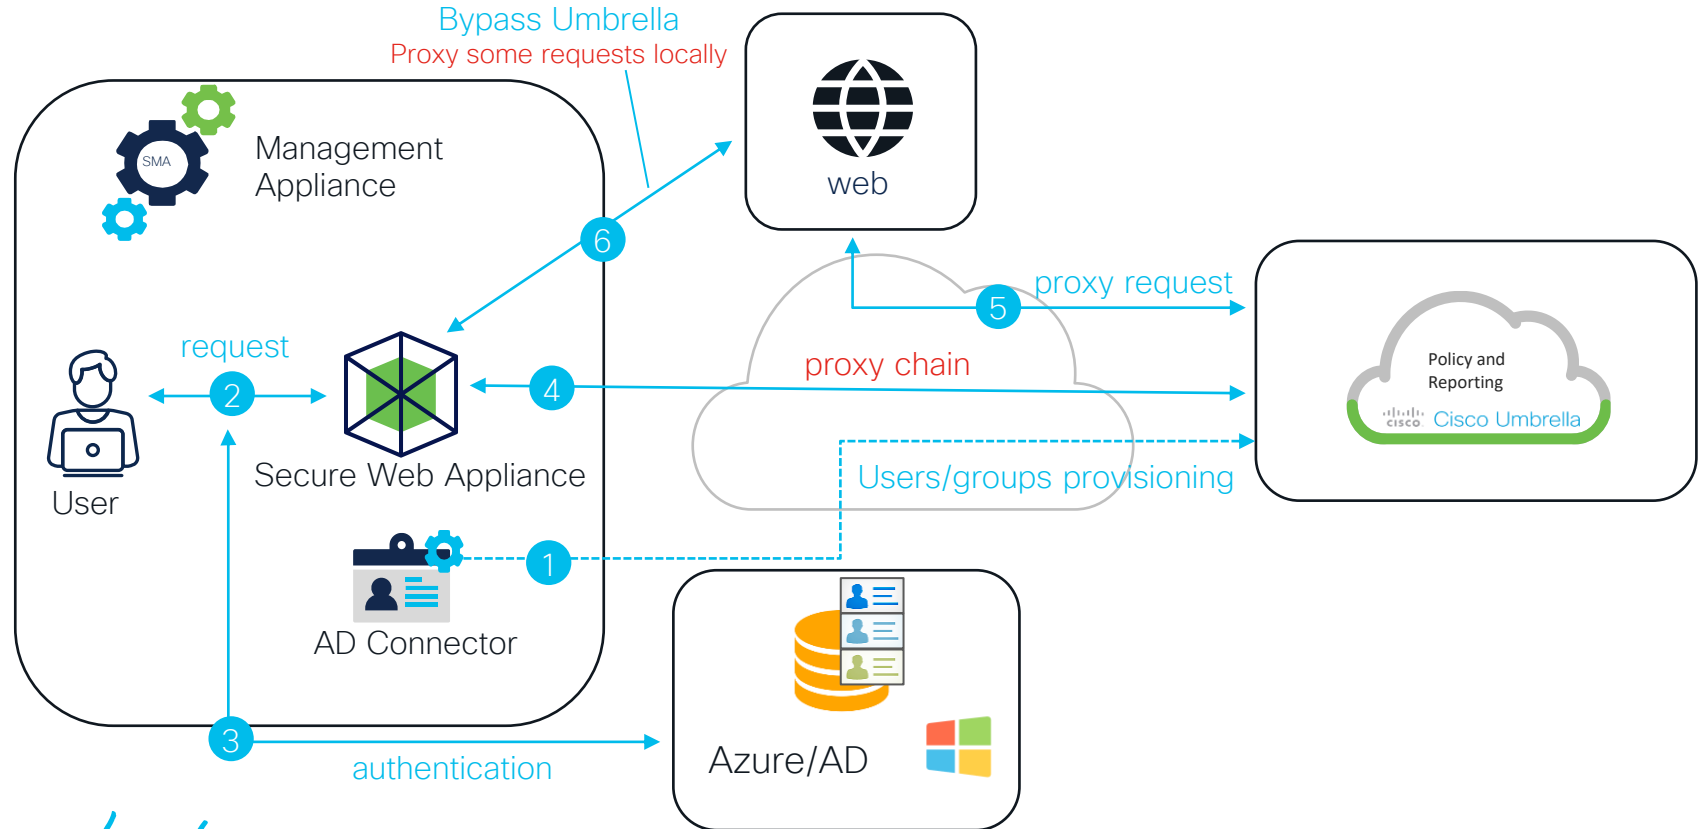 Bypass Umbrella
Proxy some requests locally
SMA
Management
Appliance
web
6
5
proxy request
request
2
proxy chain
4
Policy and
Reporting
CISCO Cisco Umbrella
User
Secure Web Appliance
Users/groups provisioning
1
AD Connector
3
authentication
Azure/AD